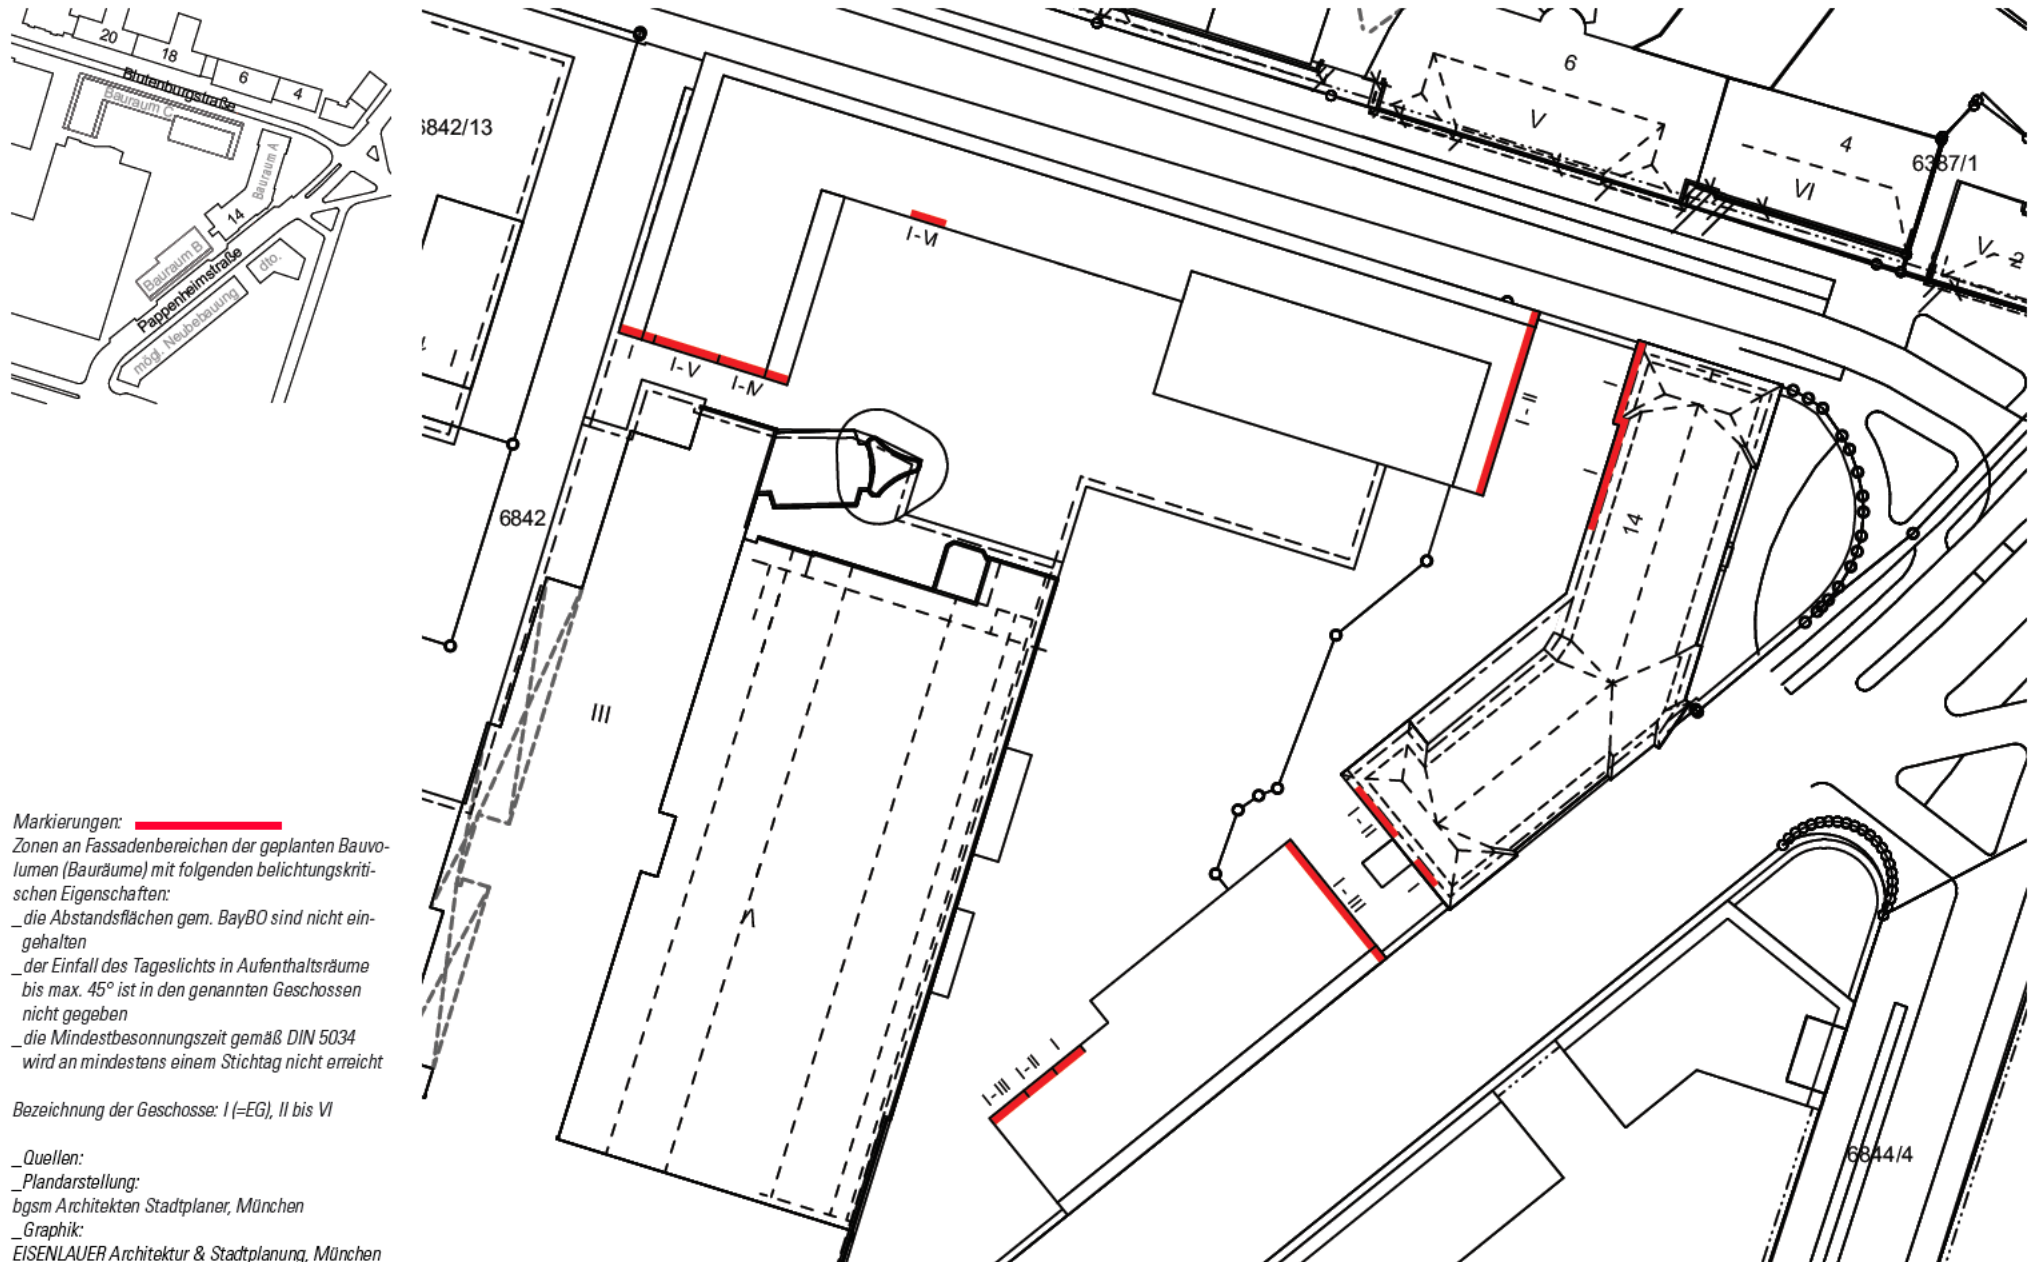 20
18
6
4
Blutenburgstraße
Bauraum C
Bauraum A
14
Bauraum B
Pappenheimstraße
dto.
mögl. Neubebauung
6842/13
6
V
4
6387/1
VI
V
2
I-VI
I
I-V
I-IV
I-II
I
I
14
6842
III
V
I-II
I
I-III
I
I-II
I-III
6844/4
Markierungen:
Zonen an Fassadenbereichen der geplanten Bauvo-
lumen (Bauräume) mit folgenden belichtungskriti-
schen Eigenschaften:
_die Abstandsflächen gem. BayBO sind nicht ein-
gehalten
_der Einfall des Tageslichts in Aufenthaltsräume
bis max. 45° ist in den genannten Geschossen
nicht gegeben
_die Mindestbesonnungszeit gemäß DIN 5034
wird an mindestens einem Stichtag nicht erreicht
Bezeichnung der Geschosse: I (=EG), II bis VI
_Quellen:
_Plandarstellung:
bgsm Architekten Stadtplaner, München
_Graphik:
EISENLAUER Architektur & Stadtplanung, München